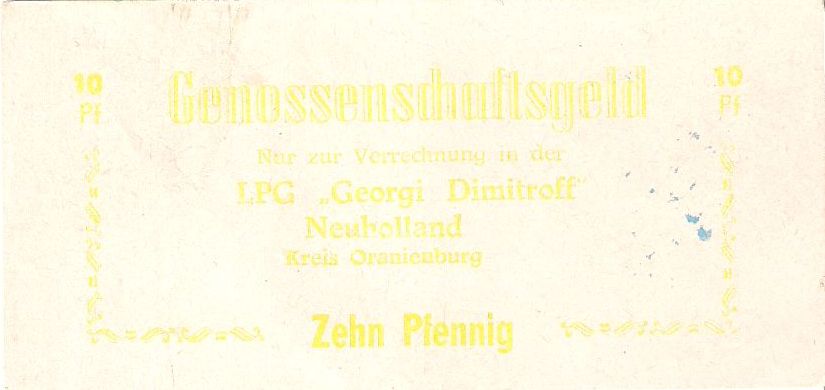 10 Genossenschaftsgeld 10
Pf Pf
Nur zur Verrechnung in der
LPG „Georgi Dimitroff"
Neuholland
Kreis Oranienburg
Zehn Pfennig